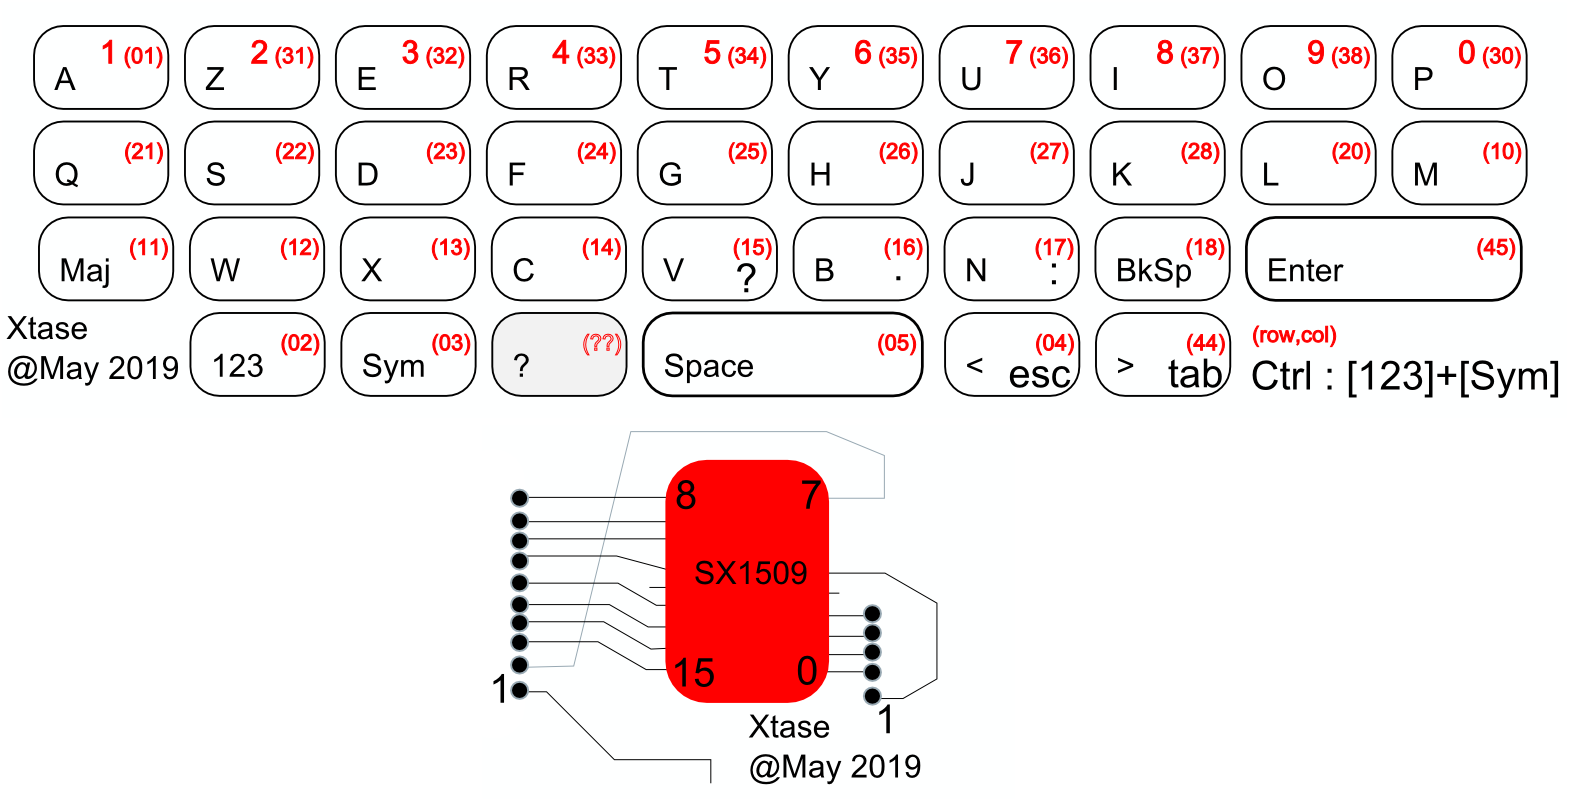 1 (01) 2 (31) 3 (32) 4 (33) 5 (34) 6 (35) 7 (36) 8 (37) 9 (38) 0 (30)
A Z E R T Y U I O P
(21) (22) (23) (24) (25) (26) (27) (28) (20) (10)
Q S D F G H J K L M
(11) (12) (13) (14) (15) (16) (17) (18) (45)
Maj W X C V ? B . N : BkSp Enter
Xtase
@May 2019
(02) (03) (??) (05) (04) (44)
123 Sym ? Space < esc > tab
(row,col)
Ctrl : [123]+[Sym]
8 7
SX1509
15 0
1
1
Xtase
@May 2019